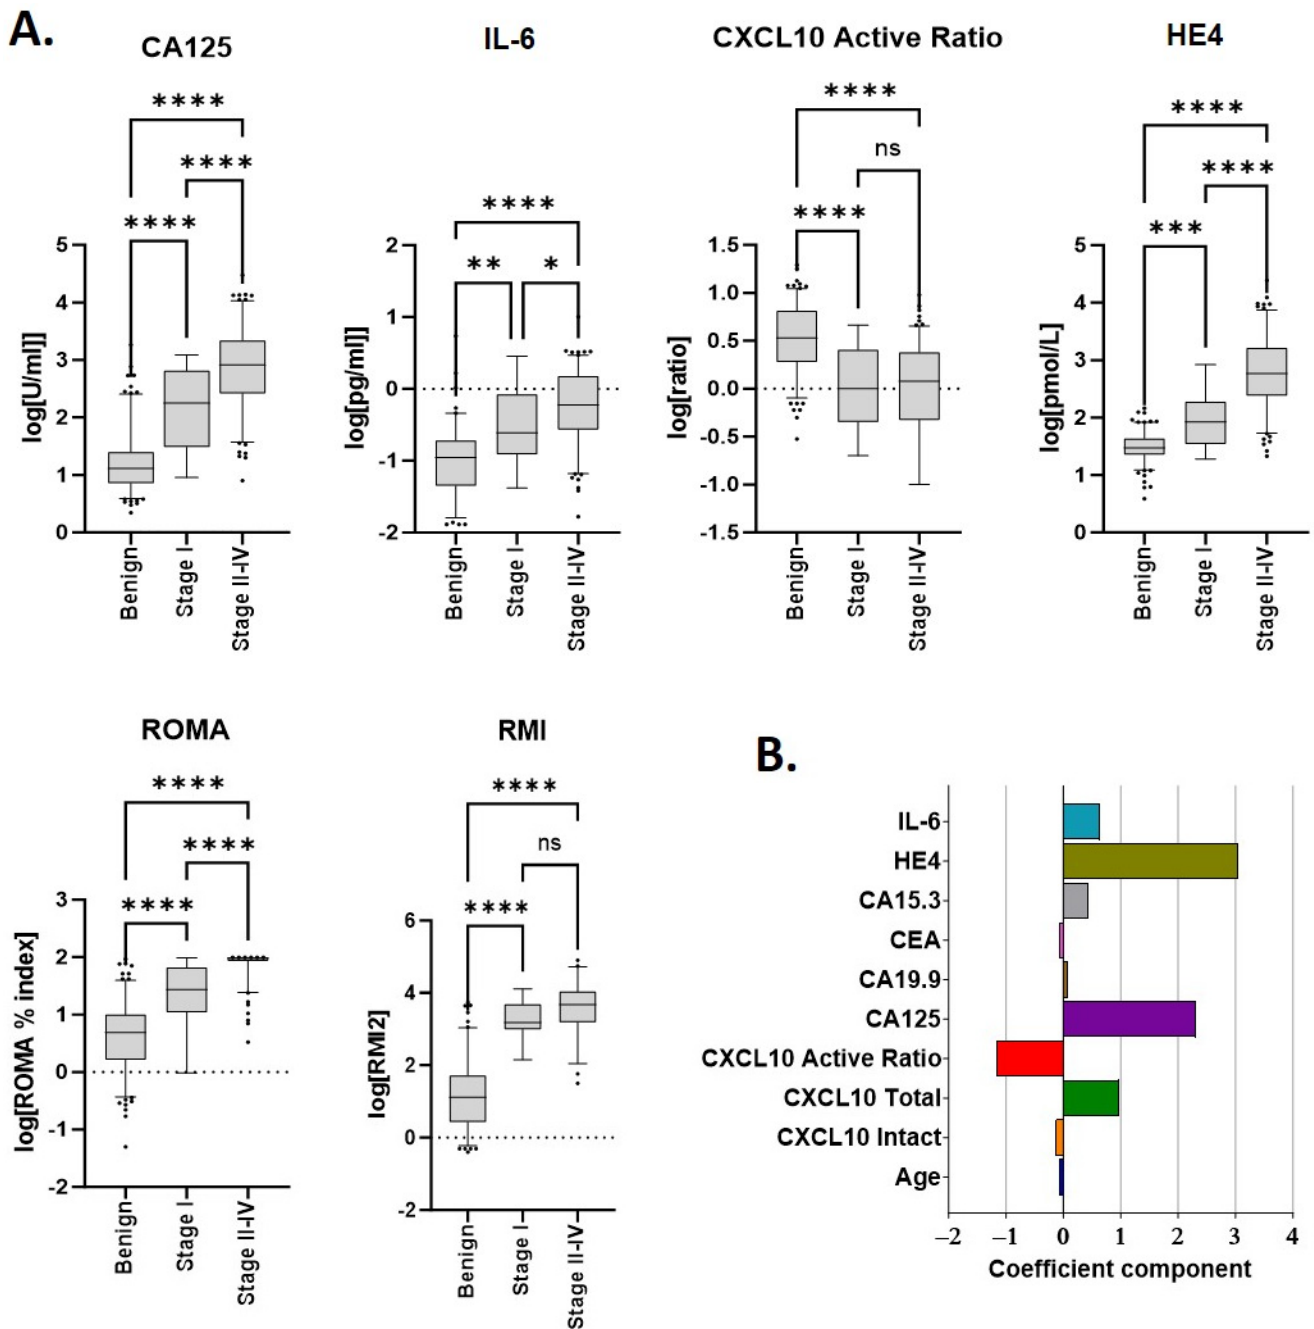 A.
CA125
IL-6
CXCL10 Active Ratio
HE4
****
****
****
log[U/ml]]
5
4
3
2
1
0
Benign
Stage I
Stage II-IV
****
**
*
log[pg/ml]]
2
1
0
-1
-2
Benign
Stage I
Stage II-IV
****
ns
****
log[ratio]
1.5
1.0
0.5
0.0
-0.5
-1.0
-1.5
Benign
Stage I
Stage II-IV
****
****
***
log[pmol/L]
5
4
3
2
1
0
Benign
Stage I
Stage II-IV
ROMA
****
****
****
log[ROMA % index]
3
2
1
0
-1
-2
Benign
Stage I
Stage II-IV
RMI
****
ns
****
log[RMI2]
6
4
2
0
-2
Benign
Stage I
Stage II-IV
B.
IL-6
HE4
CA15.3
CEA
CA19.9
CA125
CXCL10 Active Ratio
CXCL10 Total
CXCL10 Intact
Age
−2 −1 0 1 2 3 4
Coefficient component